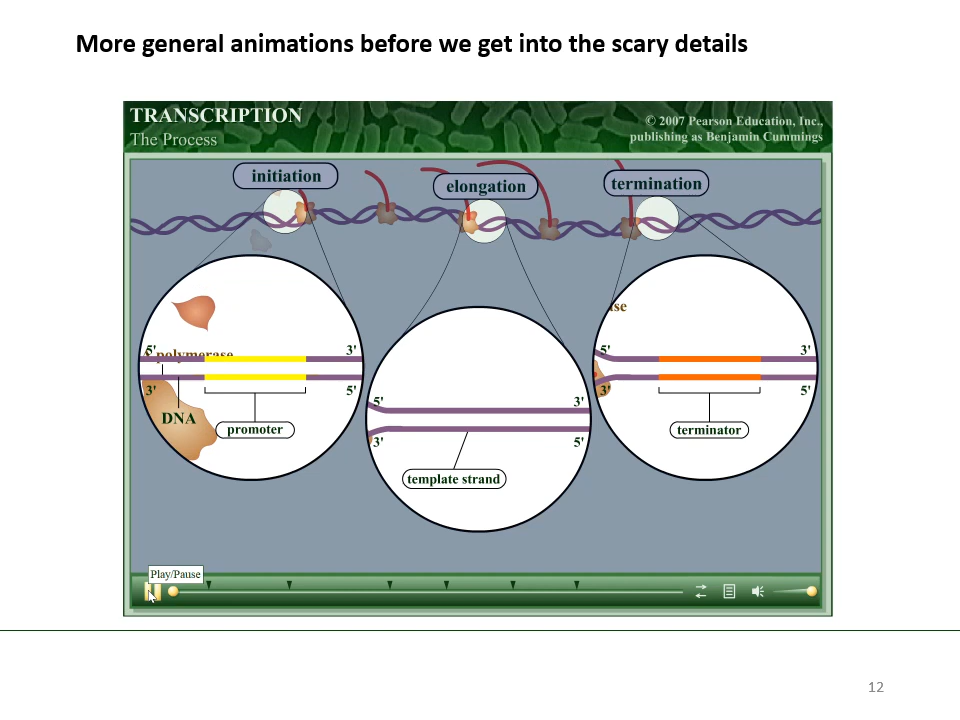 More general animations before we get into the scary details
TRANSCRIPTION
The Process
© 2007 Pearson Education, Inc.,
publishing as Benjamin Cummings
initiation
elongation
termination
polymerase
5'
3'
3'
5'
DNA
promoter
5'
3'
3'
5'
template strand
se
5'
3'
3'
5'
terminator
Play/Pause
12